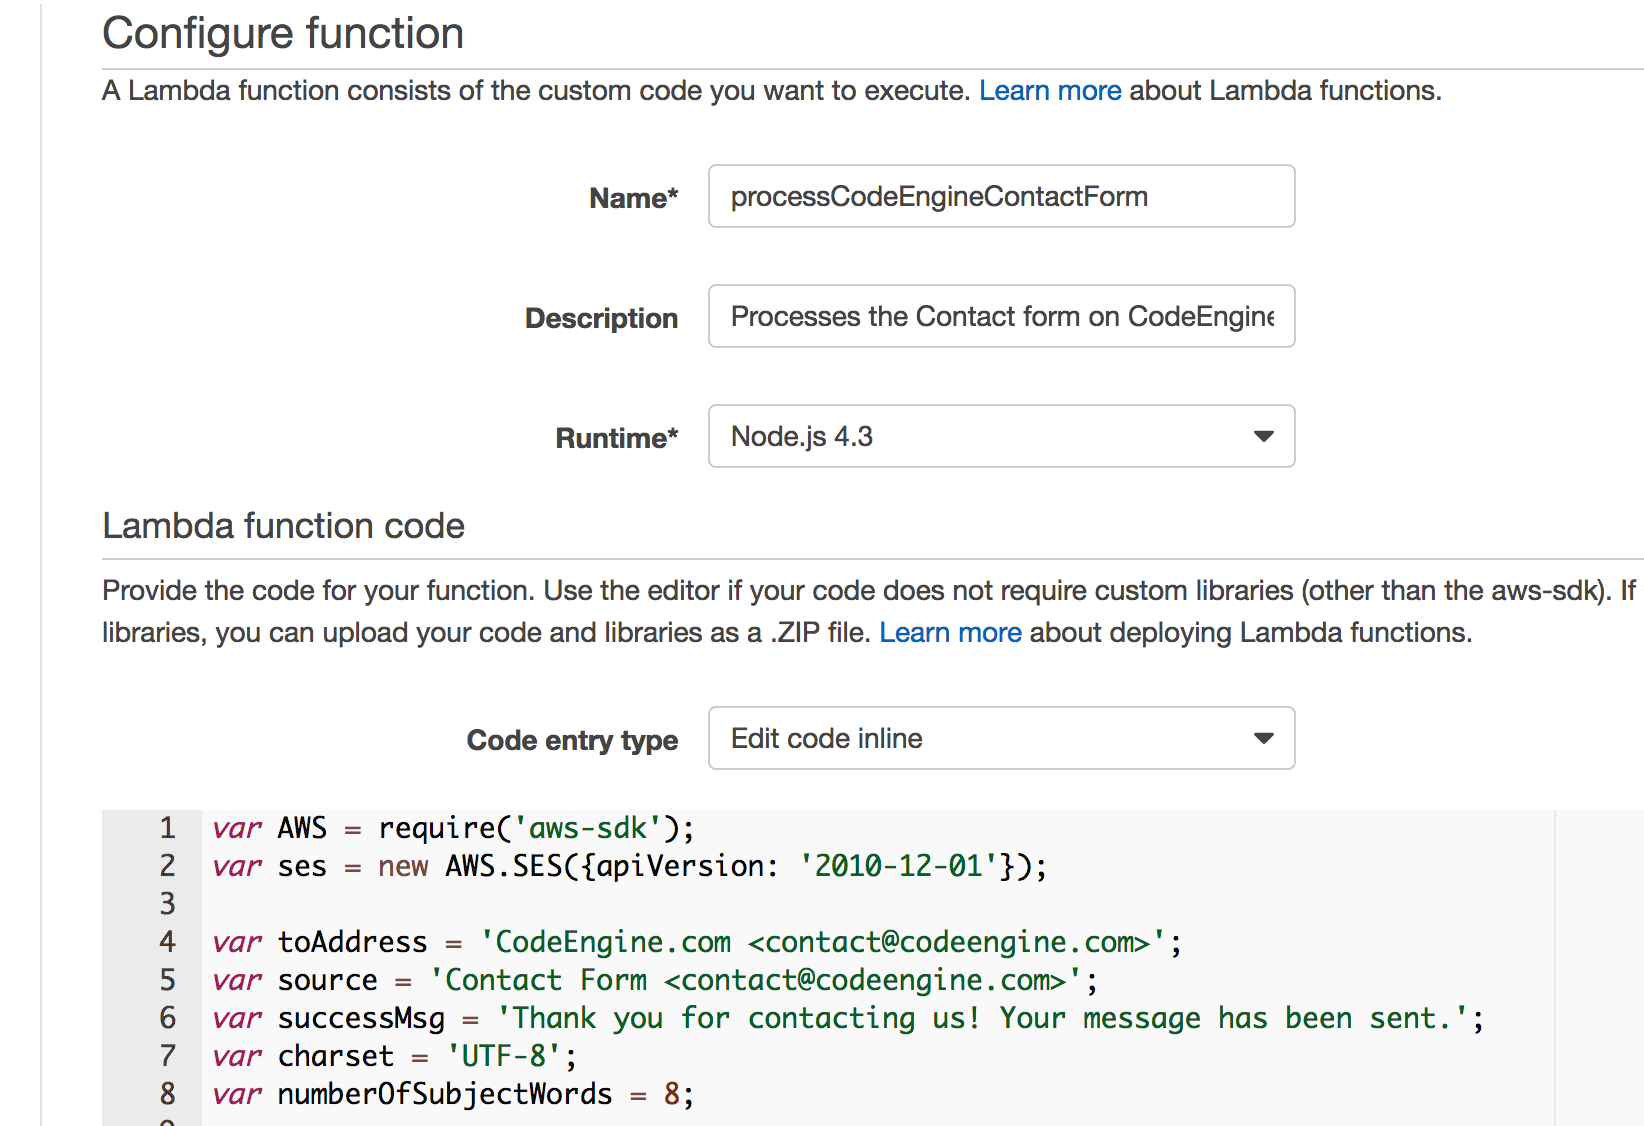 Configure function
A Lambda function consists of the custom code you want to execute. Learn more about Lambda functions.
Name* processCodeEngineContactForm
Description Processes the Contact form on CodeEngine
Runtime* Node.js 4.3
Lambda function code
Provide the code for your function. Use the editor if your code does not require custom libraries (other than the aws-sdk). If
libraries, you can upload your code and libraries as a .ZIP file. Learn more about deploying Lambda functions.
Code entry type Edit code inline
1 var AWS = require('aws-sdk');
2 var ses = new AWS.SES({apiVersion: '2010-12-01'});
3
4 var toAddress = 'CodeEngine.com <contact@codeengine.com>';
5 var source = 'Contact Form <contact@codeengine.com>';
6 var successMsg = 'Thank you for contacting us! Your message has been sent.';
7 var charset = 'UTF-8';
8 var numberOfSubjectWords = 8;